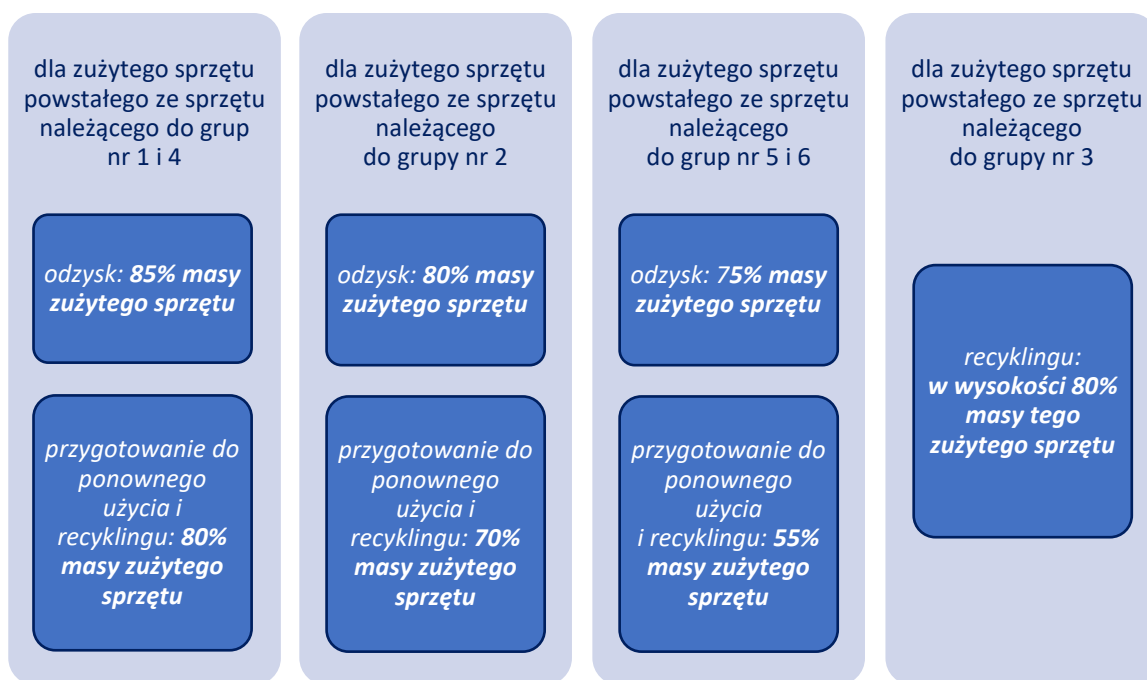 dla zużytego sprzętu
powstałego ze sprzętu
należącego do grup
nr 1 i 4
odzysk: 85% masy
zużytego sprzętu
przygotowanie do
ponownego
użycia i
recyklingu: 80%
masy zużytego
sprzętu
dla zużytego sprzętu
powstałego ze sprzętu
należącego
do grupy nr 2
odzysk: 80% masy
zużytego sprzętu
przygotowanie do
ponownego
użycia i
recyklingu: 70%
masy zużytego
sprzętu
dla zużytego sprzętu
powstałego ze sprzętu
należącego
do grup nr 5 i 6
odzysk: 75% masy
zużytego sprzętu
przygotowanie do
ponownego
użycia
i recyklingu: 55%
masy zużytego
sprzętu
dla zużytego sprzętu
powstałego ze sprzętu
należącego
do grupy nr 3
recyklingu:
w wysokości 80%
masy tego
zużytego sprzętu